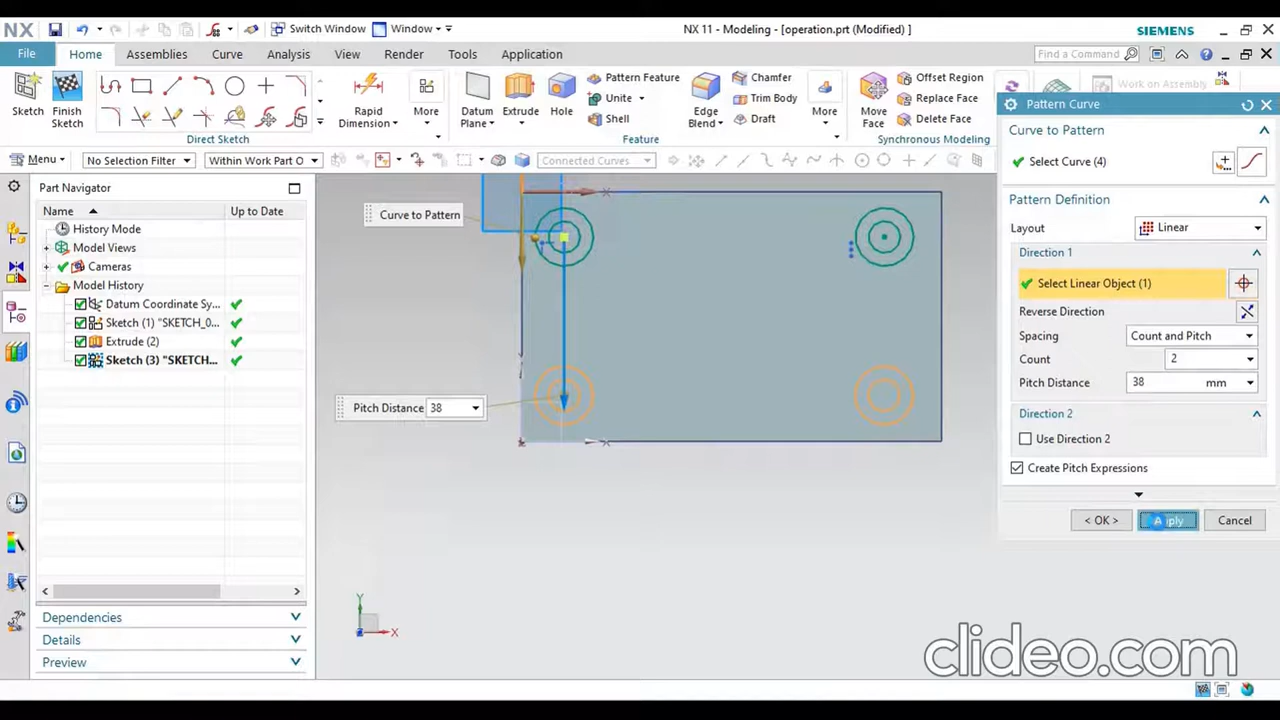 NX
Switch Window
Window
NX 11 - Modeling - [operation.prt (Modified) ]
SIEMENS
File
Home
Assemblies
Curve
Analysis
View
Render
Tools
Application
Find a Command
Sketch
Finish
Sketch
Rapid
Dimension
More
Direct Sketch
Datum
Plane
Extrude
Hole
Pattern Feature
Unite
Shell
Edge
Blend
Chamfer
Trim Body
Draft
More
Feature
Move
Face
Offset Region
Replace Face
Delete Face
Synchronous Modeling
Work on Assembly
Menu
No Selection Filter
Within Work Part O
Connected Curves
Part Navigator
Name
Up to Date
History Mode
Model Views
Cameras
Model History
Datum Coordinate Sy...
Sketch (1) "SKETCH_0...
Extrude (2)
Sketch (3) "SKETCH...
Dependencies
Details
Preview
Curve to Pattern
Pitch Distance 38
Y
X
Pattern Curve
Curve to Pattern
Select Curve (4)
Pattern Definition
Layout
Linear
Direction 1
Select Linear Object (1)
Reverse Direction
Spacing
Count and Pitch
Count
2
Pitch Distance
38
mm
Direction 2
Use Direction 2
Create Pitch Expressions
< OK >
Apply
Cancel
clideo.com